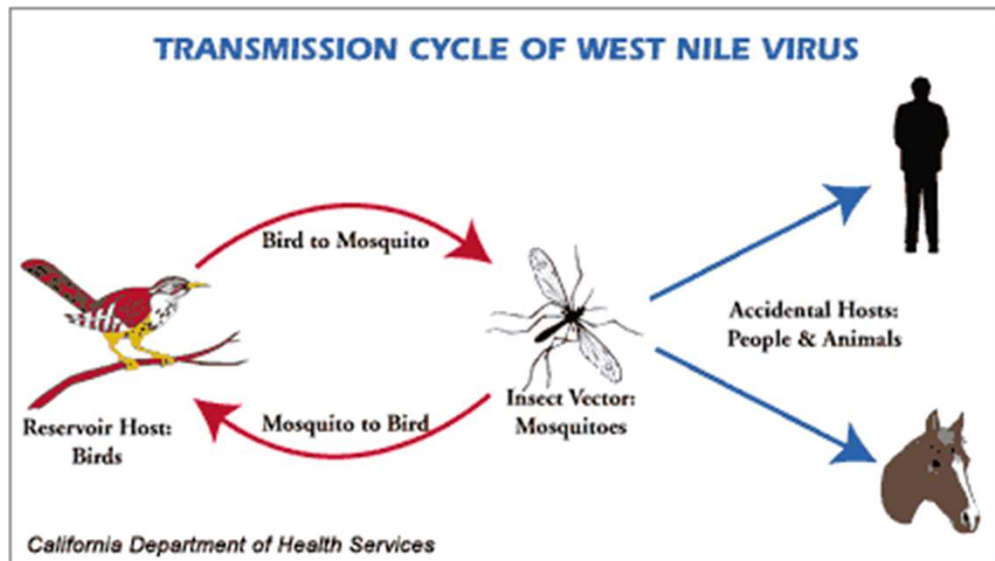 TRANSMISSION CYCLE OF WEST NILE VIRUS
Bird to Mosquito
Accidental Hosts:
People & Animals
Insect Vector:
Mosquitoes
Mosquito to Bird
Reservoir Host:
Birds
California Department of Health Services